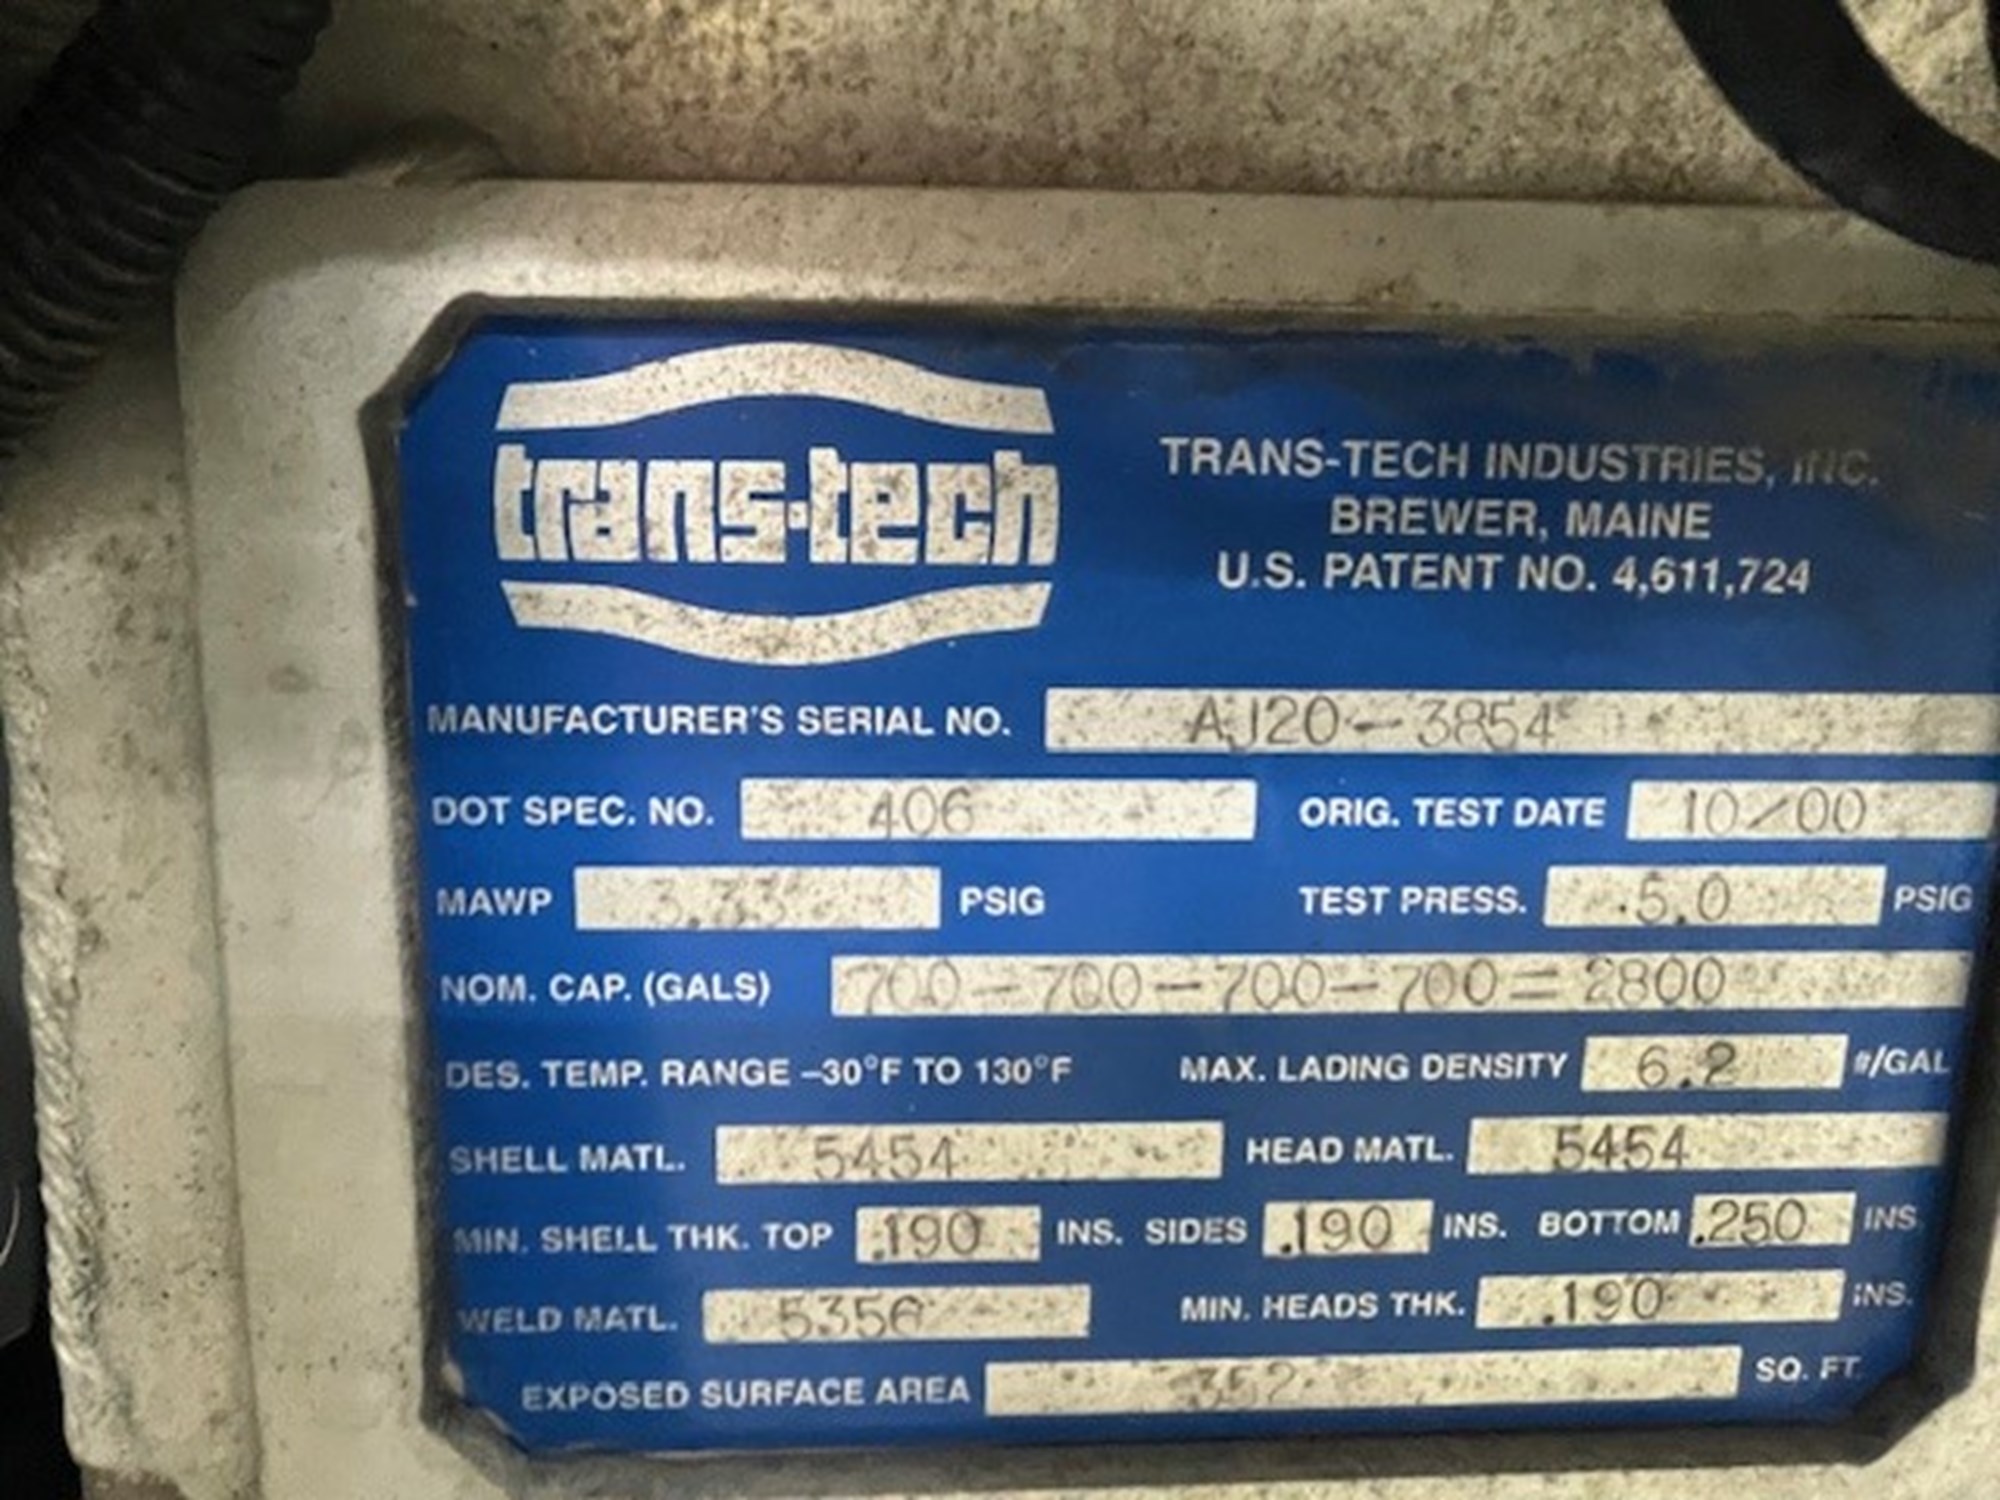 trans-tech
TRANS-TECH INDUSTRIES, INC.
BREWER, MAINE
U.S. PATENT NO. 4,611,724
MANUFACTURER'S SERIAL NO. AJ20-3854
DOT SPEC. NO. 406 ORIG. TEST DATE 10/00
MAWP 3.33 PSIG TEST PRESS. 5.0 PSIG
NOM. CAP. (GALS) 700-700-700-700=2800
DES. TEMP. RANGE –30°F TO 130°F MAX. LADING DENSITY 6.2 #/GAL
SHELL MATL. 5454 HEAD MATL. 5454
MIN. SHELL THK. TOP .190 INS. SIDES .190 INS. BOTTOM .250 INS
WELD MATL. 5356 MIN. HEADS THK. .190 INS.
EXPOSED SURFACE AREA 352 SQ. FT.